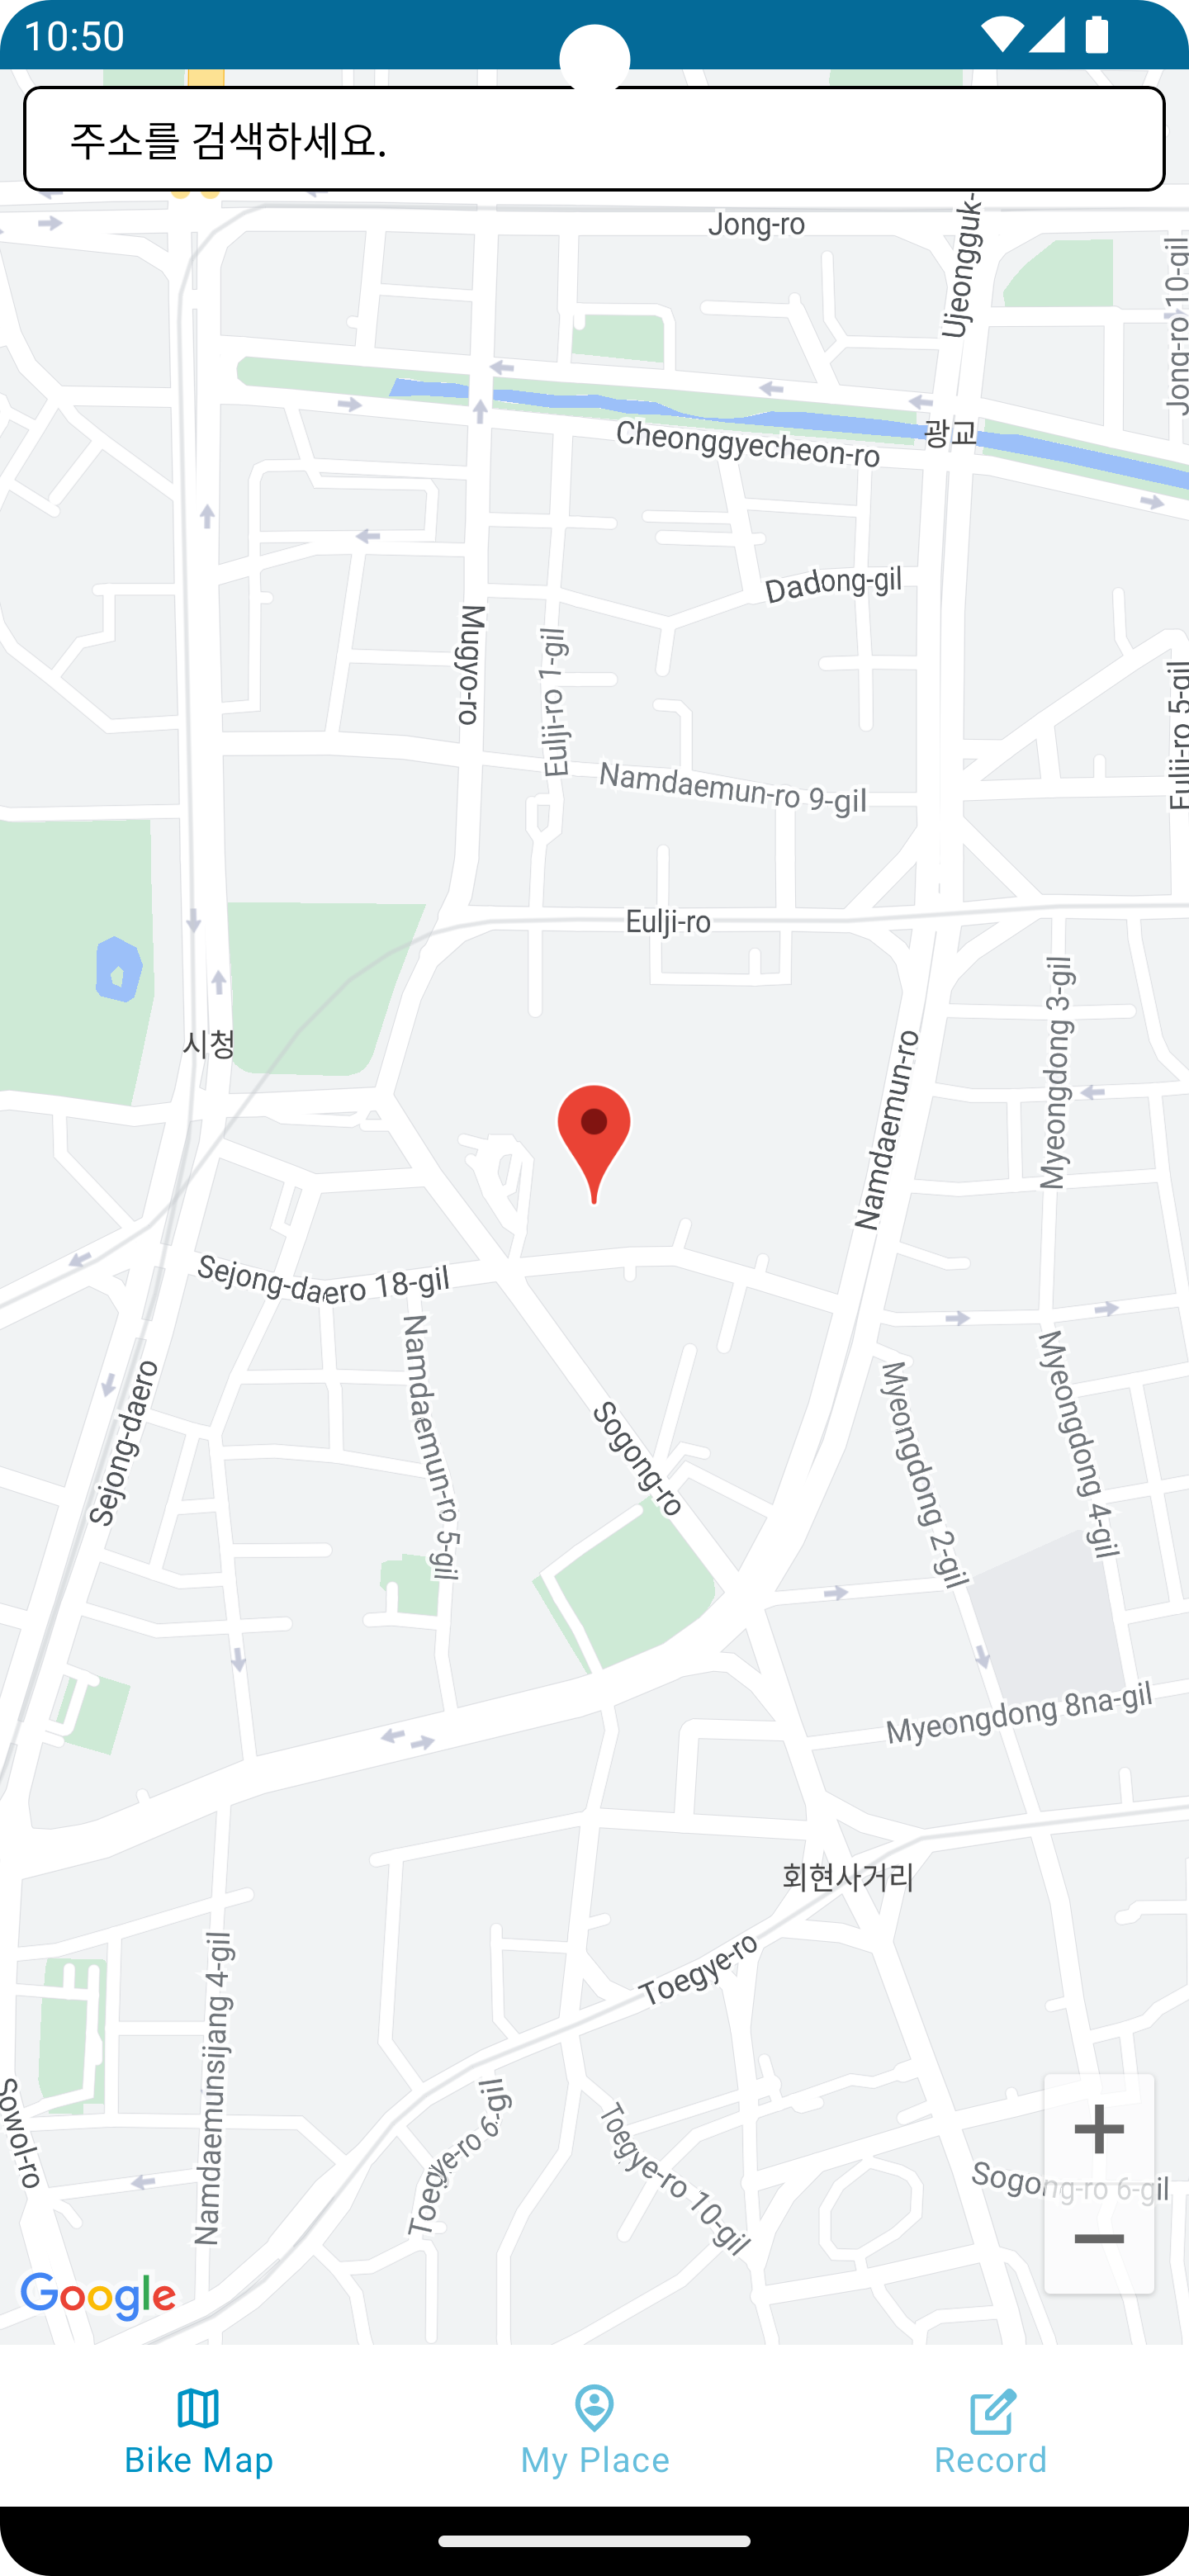 10:50
주소를 검색하세요.
Jong-ro
Ujeongguk-
Jong-ro 10-gil
Cheonggyecheon-ro
광교
Dadong-gil
Mugyo-ro
Eulji-ro 1-gil
Eulji-ro 5-gil
Namdaemun-ro 9-gil
Eulji-ro
시청
Myeongdong 3-gil
Namdaemun-ro
Sejong-daero 18-gil
Namdaemun-ro 5-gil
Sejong-daero
Sogong-ro
Myeongdong 2-gil
Myeongdong 4-gil
Myeongdong 8na-gil
회현사거리
Toegye-ro
Namdaemunsijang 4-gil
Sowol-ro
Toegye-ro 6-gil
Toegye-ro 10-gil
Sogong-ro 6-gil
Google
Bike Map
My Place
Record